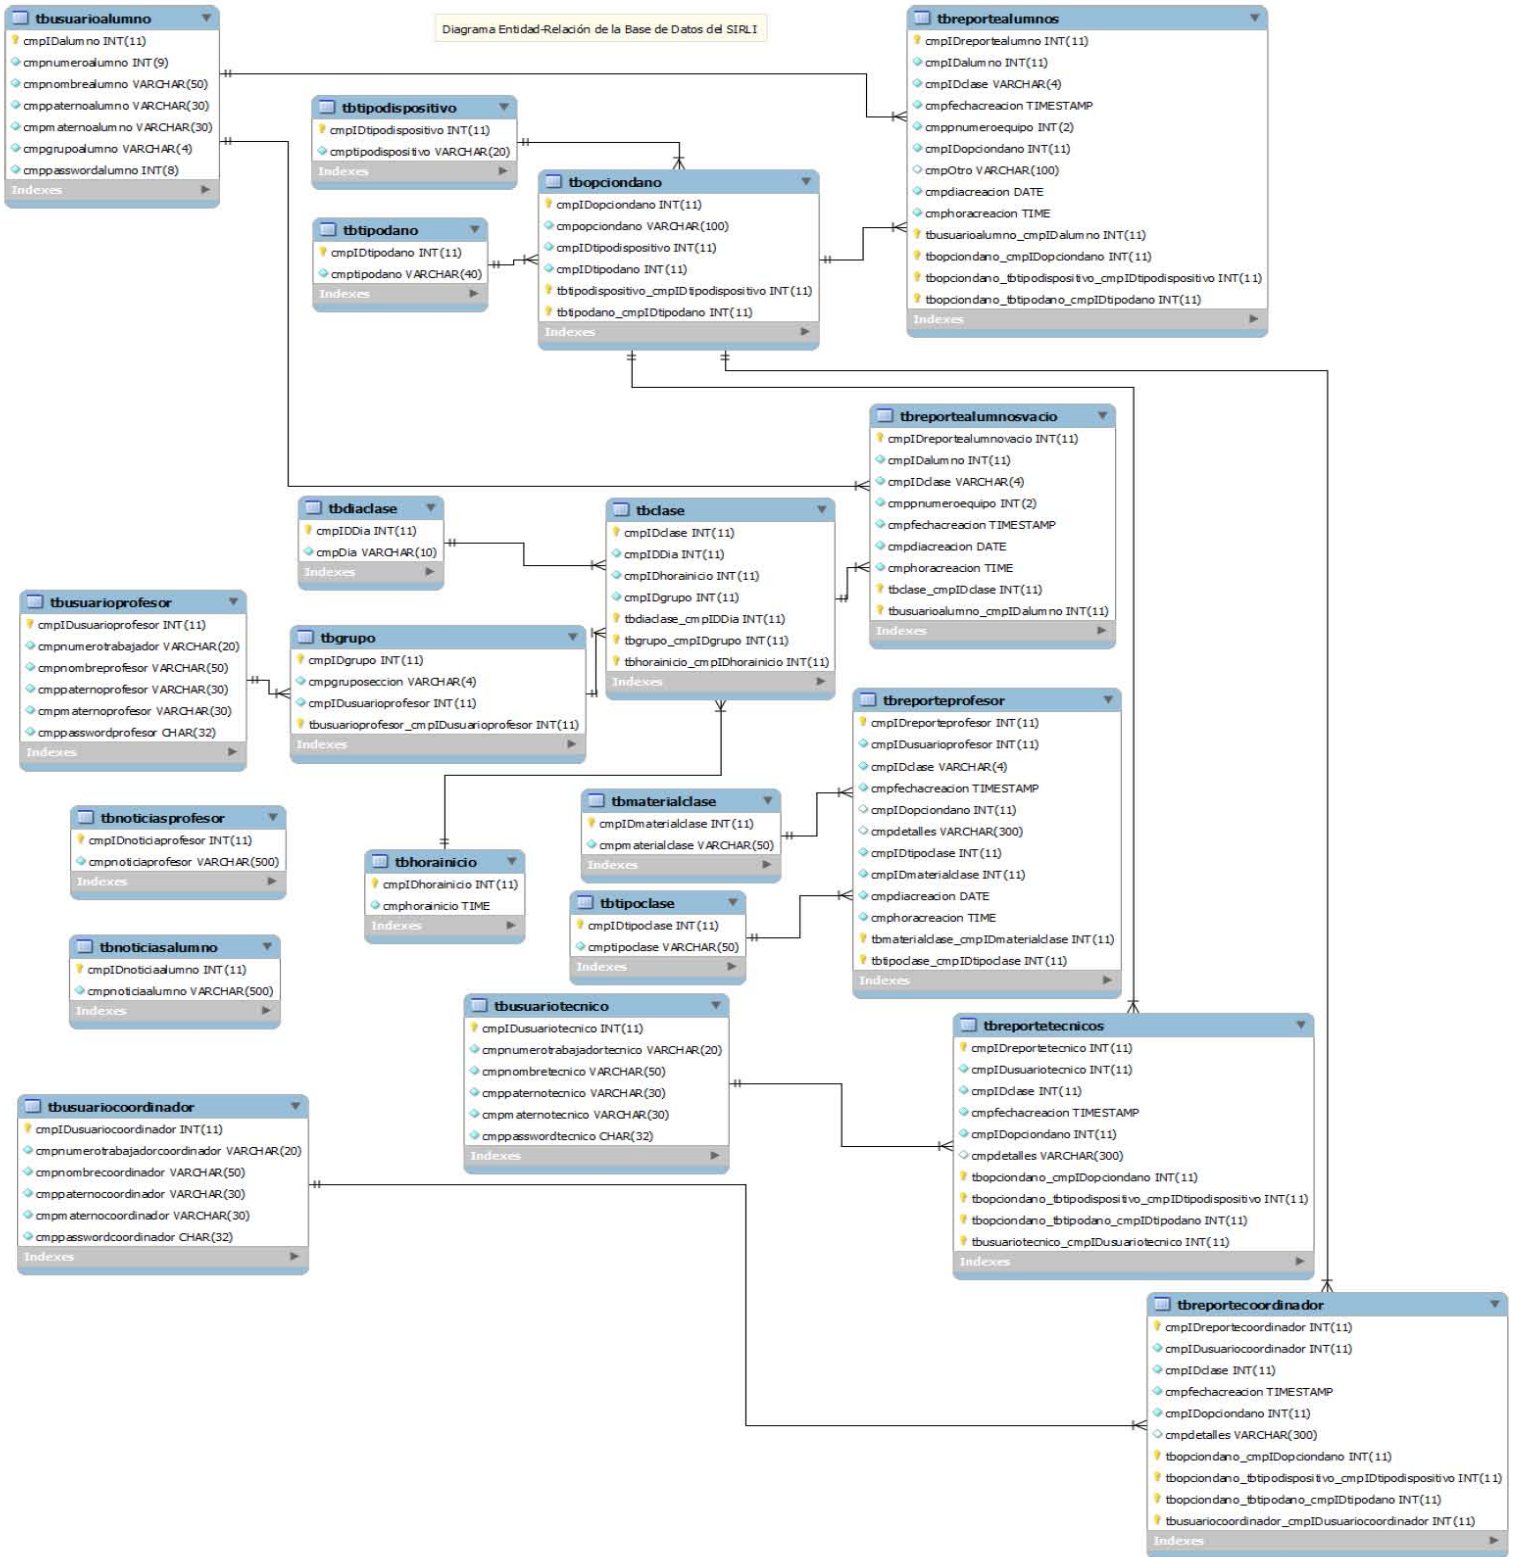 Diagrama Entidad-Relación de la Base de Datos del SIRLI
tbusuarioalumno
cmpIDalumno INT(11)
cmpnumeroalumno INT(9)
cmpnombrealumno VARCHAR(50)
cmppaternoalumno VARCHAR(30)
cmpmaternoalumno VARCHAR(30)
cmpgrupoalumno VARCHAR(4)
cmppasswordalumno INT(8)
Indexes
tbtipodispositivo
cmpIDtipodispositivo INT(11)
cmptipodispositivo VARCHAR(20)
Indexes
tbtipodano
cmpIDtipodano INT(11)
cmptipodano VARCHAR(40)
Indexes
tbopciondano
cmpIDopciondano INT(11)
cmpopciondano VARCHAR(100)
cmpIDtipodispositivo INT(11)
cmpIDtipodano INT(11)
tbtipodispositivo_cmpIDtipodispositivo INT(11)
tbtipodano_cmpIDtipodano INT(11)
Indexes
tbreportealumnos
cmpIDreportealumno INT(11)
cmpIDalumno INT(11)
cmpIDclase VARCHAR(4)
cmpfechacreacion TIMESTAMP
cmppnumeroequipo INT(2)
cmpIDopciondano INT(11)
cmpOtro VARCHAR(100)
cmpdiacreacion DATE
cmphoracreacion TIME
tbusuarioalumno_cmpIDalumno INT(11)
tbopciondano_cmpIDopciondano INT(11)
tbopciondano_tbtipodispositivo_cmpIDtipodispositivo INT(11)
tbopciondano_tbtipodano_cmpIDtipodano INT(11)
Indexes
tbreportealumnosvacio
cmpIDreportealumnovacio INT(11)
cmpIDalumno INT(11)
cmpIDclase VARCHAR(4)
cmppnumeroequipo INT(2)
cmpfechacreacion TIMESTAMP
cmpdiacreacion DATE
cmphoracreacion TIME
tbclase_cmpIDclase INT(11)
tbusuarioalumno_cmpIDalumno INT(11)
Indexes
tbdiaclase
cmpIDDia INT(11)
cmpDia VARCHAR(10)
Indexes
tbclase
cmpIDclase INT(11)
cmpIDDia INT(11)
cmpIDhorainicio INT(11)
cmpIDgrupo INT(11)
tbdiaclase_cmpIDDia INT(11)
tbgrupo_cmpIDgrupo INT(11)
tbhorainicio_cmpIDhorainicio INT(11)
Indexes
tbusuarioprofesor
cmpIDusuarioprofesor INT(11)
cmpnumerotrabajador VARCHAR(20)
cmpnombreprofesor VARCHAR(50)
cmppaternoprofesor VARCHAR(30)
cmpmaternoprofesor VARCHAR(30)
cmppasswordprofesor CHAR(32)
Indexes
tbgrupo
cmpIDgrupo INT(11)
cmpgruposeccion VARCHAR(4)
cmpIDusuarioprofesor INT(11)
tbusuarioprofesor_cmpIDusuarioprofesor INT(11)
Indexes
tbreporteprofesor
cmpIDreporteprofesor INT(11)
cmpIDusuarioprofesor INT(11)
cmpIDclase VARCHAR(4)
cmpfechacreacion TIMESTAMP
cmpIDopciondano INT(11)
cmpdetalles VARCHAR(300)
cmpIDtipoclase INT(11)
cmpIDmaterialclase INT(11)
cmpdiacreacion DATE
cmphoracreacion TIME
tbmaterialclase_cmpIDmaterialclase INT(11)
tbtipoclase_cmpIDtipoclase INT(11)
Indexes
tbmaterialclase
cmpIDmaterialclase INT(11)
cmpmaterialclase VARCHAR(50)
Indexes
tbnoticiasprofesor
cmpIDnoticiaprofesor INT(11)
cmpnoticiaprofesor VARCHAR(500)
Indexes
tbhorainicio
cmpIDhorainicio INT(11)
cmphorainicio TIME
Indexes
tbtipoclase
cmpIDtipoclase INT(11)
cmptipoclase VARCHAR(50)
Indexes
tbnoticiasalumno
cmpIDnoticiaalumno INT(11)
cmpnoticiaalumno VARCHAR(500)
Indexes
tbusuariotecnico
cmpIDusuariotecnico INT(11)
cmpnumerotrabajadortecnico VARCHAR(20)
cmpnombretecnico VARCHAR(50)
cmppaternotecnico VARCHAR(30)
cmpmaternotecnico VARCHAR(30)
cmppasswordtecnico CHAR(32)
Indexes
tbreportetecnicos
cmpIDreportetecnico INT(11)
cmpIDusuariotecnico INT(11)
cmpIDclase INT(11)
cmpfechacreacion TIMESTAMP
cmpIDopciondano INT(11)
cmpdetalles VARCHAR(300)
tbopciondano_cmpIDopciondano INT(11)
tbopciondano_tbtipodispositivo_cmpIDtipodispositivo INT(11)
tbopciondano_tbtipodano_cmpIDtipodano INT(11)
tbusuariotecnico_cmpIDusuariotecnico INT(11)
Indexes
tbusuariocoordinador
cmpIDusuariocoordinador INT(11)
cmpnumerotrabajadorcoordinador VARCHAR(20)
cmpnombrecoordinador VARCHAR(50)
cmppaternocoordinador VARCHAR(30)
cmpmaternocoordinador VARCHAR(30)
cmppasswordcoordinador CHAR(32)
Indexes
tbreportecoordinador
cmpIDreportecoordinador INT(11)
cmpIDusuariocoordinador INT(11)
cmpIDclase INT(11)
cmpfechacreacion TIMESTAMP
cmpIDopciondano INT(11)
cmpdetalles VARCHAR(300)
tbopciondano_cmpIDopciondano INT(11)
tbopciondano_tbtipodispositivo_cmpIDtipodispositivo INT(11)
tbopciondano_tbtipodano_cmpIDtipodano INT(11)
tbusuariocoordinador_cmpIDusuariocoordinador INT(11)
Indexes